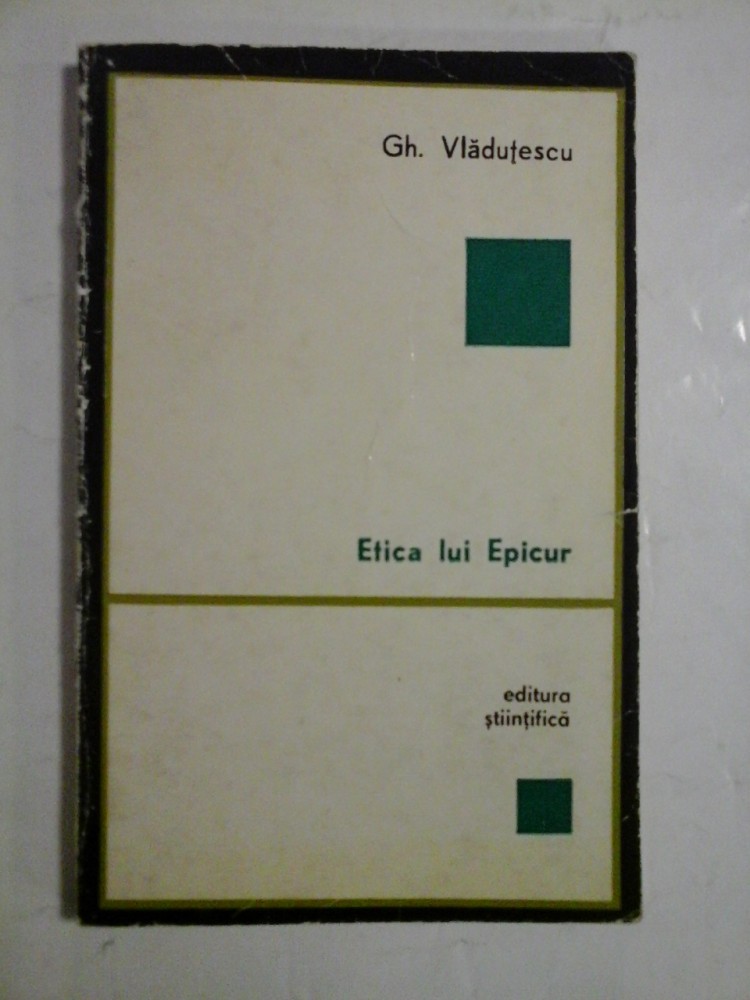 Gh. Vlăduțescu
Etica lui Epicur
editura
științifică